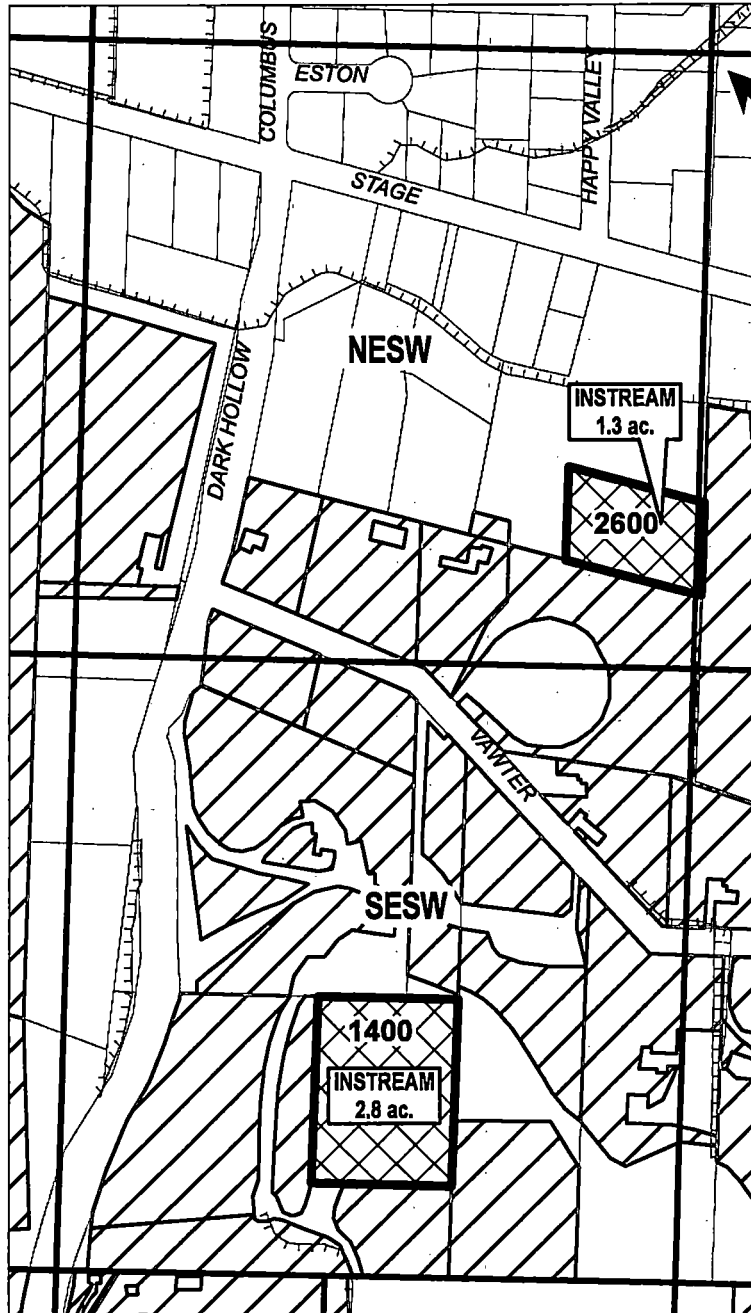 COLUMBUS
ESTON
HAPPY VALLEY
STAGE
NESW
DARK HOLLOW
INSTREAM
1.3 ac.
2600
VAWTER
SESW
1400
INSTREAM
2.8 ac.